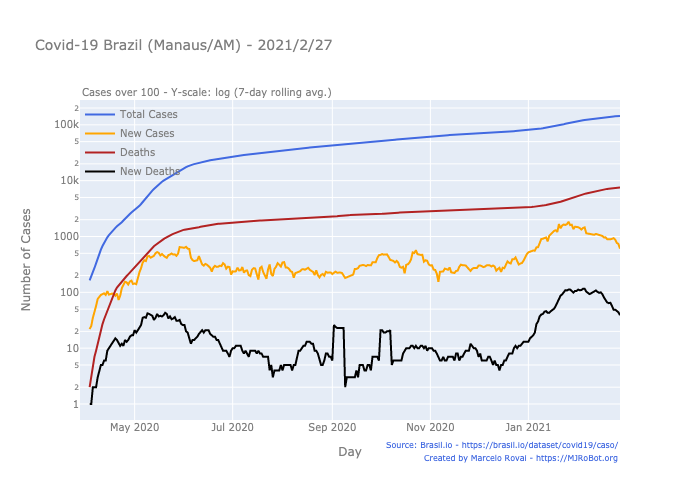 Covid-19 Brazil (Manaus/AM) - 2021/2/27
Cases over 100 - Y-scale: log (7-day rolling avg.)
Total Cases
New Cases
Deaths
New Deaths
2
100k
5
2
10k
5
2
1000
5
2
100
5
2
10
5
2
1
Number of Cases
May 2020
Jul 2020
Sep 2020
Nov 2020
Jan 2021
Day
Source: Brasil.io - https://brasil.io/dataset/covid19/caso/
Created by Marcelo Rovai - https://MJRoBot.org